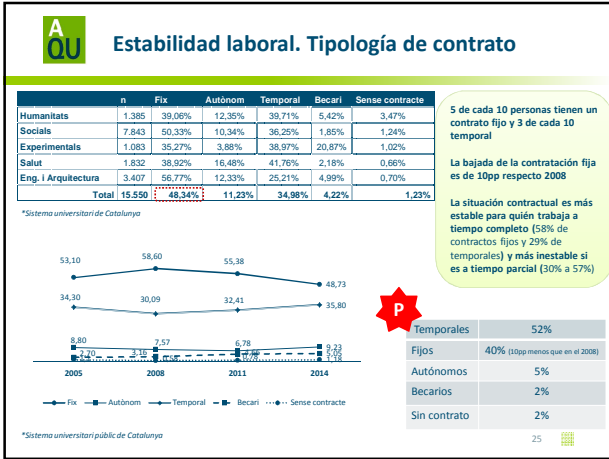 A
QU
Estabilidad laboral. Tipología de contrato
n Fix Autònom Temporal Becari Sense contracte
Humanitats 1.385 39,06% 12,35% 39,71% 5,42% 3,47%
Socials 7.843 50,33% 10,34% 36,25% 1,85% 1,24%
Experimentals 1.083 35,27% 3,88% 38,97% 20,87% 1,02%
Salut 1.832 38,92% 16,48% 41,76% 2,18% 0,66%
Eng. i Arquitectura 3.407 56,77% 12,33% 25,21% 4,99% 0,70%
Total 15.550 48,34% 11,23% 34,98% 4,22% 1,23%
*Sistema universitari de Catalunya
5 de cada 10 personas tienen un
contrato fijo y 3 de cada 10
temporal
La bajada de la contratación fija
es de 10pp respecto 2008
La situación contractual es más
estable para quién trabaja a
tiempo completo (58% de
contractos fijos y 29% de
temporales) y más inestable si
es a tiempo parcial (30% a 57%)
53,10 58,60 55,38 48,73
34,30 30,09 32,41 35,80
8,80 7,57 6,78 9,23
2,70 3,16 5,05
1,18
2005 2008 2011 2014
Fix Autònom Temporal Becari Sense contracte
*Sistema universitari públic de Catalunya
P
Temporales 52%
Fijos 40% (10pp menos que en el 2008)
Autónomos 5%
Becarios 2%
Sin contrato 2%
25